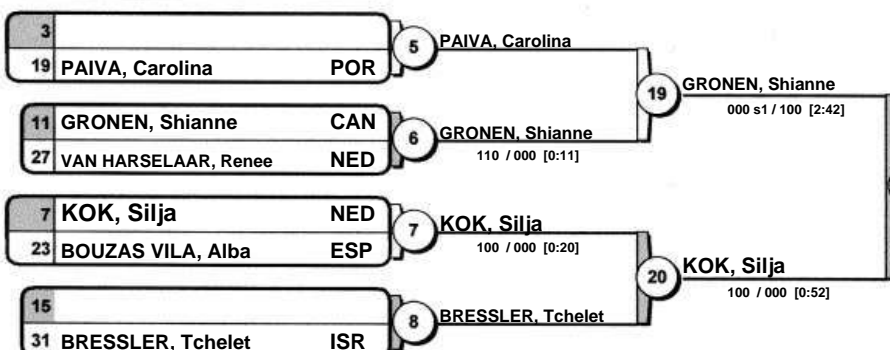 3
19 PAIVA, Carolina POR
5 PAIVA, Carolina
11 GRONEN, Shianne CAN
27 VAN HARSELAAR, Renee NED
6 GRONEN, Shianne
110 / 000 [0:11]
19 GRONEN, Shianne
000 s1 / 100 [2:42]
7 KOK, Silja NED
23 BOUZAS VILA, Alba ESP
7 KOK, Silja
100 / 000 [0:20]
15
31 BRESSLER, Tchelet ISR
8 BRESSLER, Tchelet
20 KOK, Silja
100 / 000 [0:52]